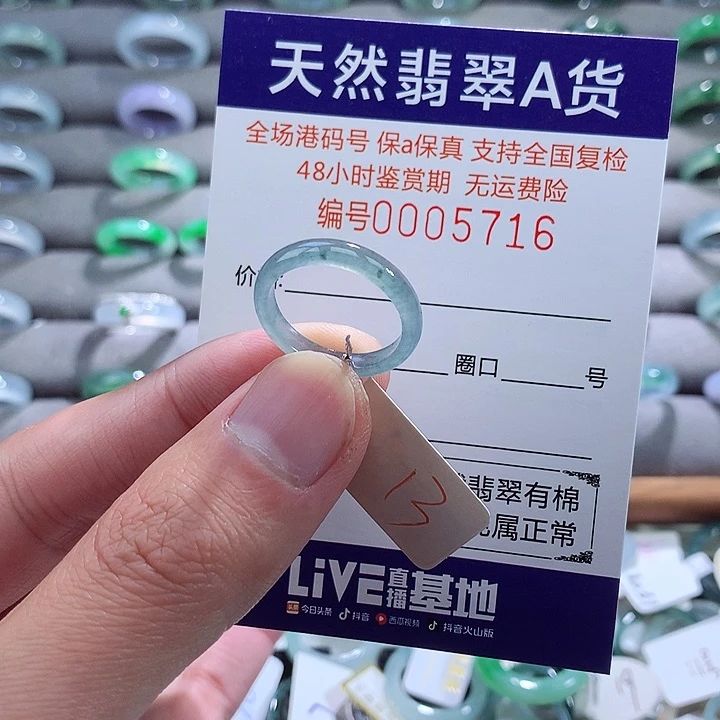 天然翡翠A货
全场港码号 保a保真 支持全国复检
48小时鉴赏期 无运费险
编号0005716
价
圈口 号
翡翠有棉
属正常
13
LiVE直播基地
今日头条 抖音 西瓜视频 抖音火山版